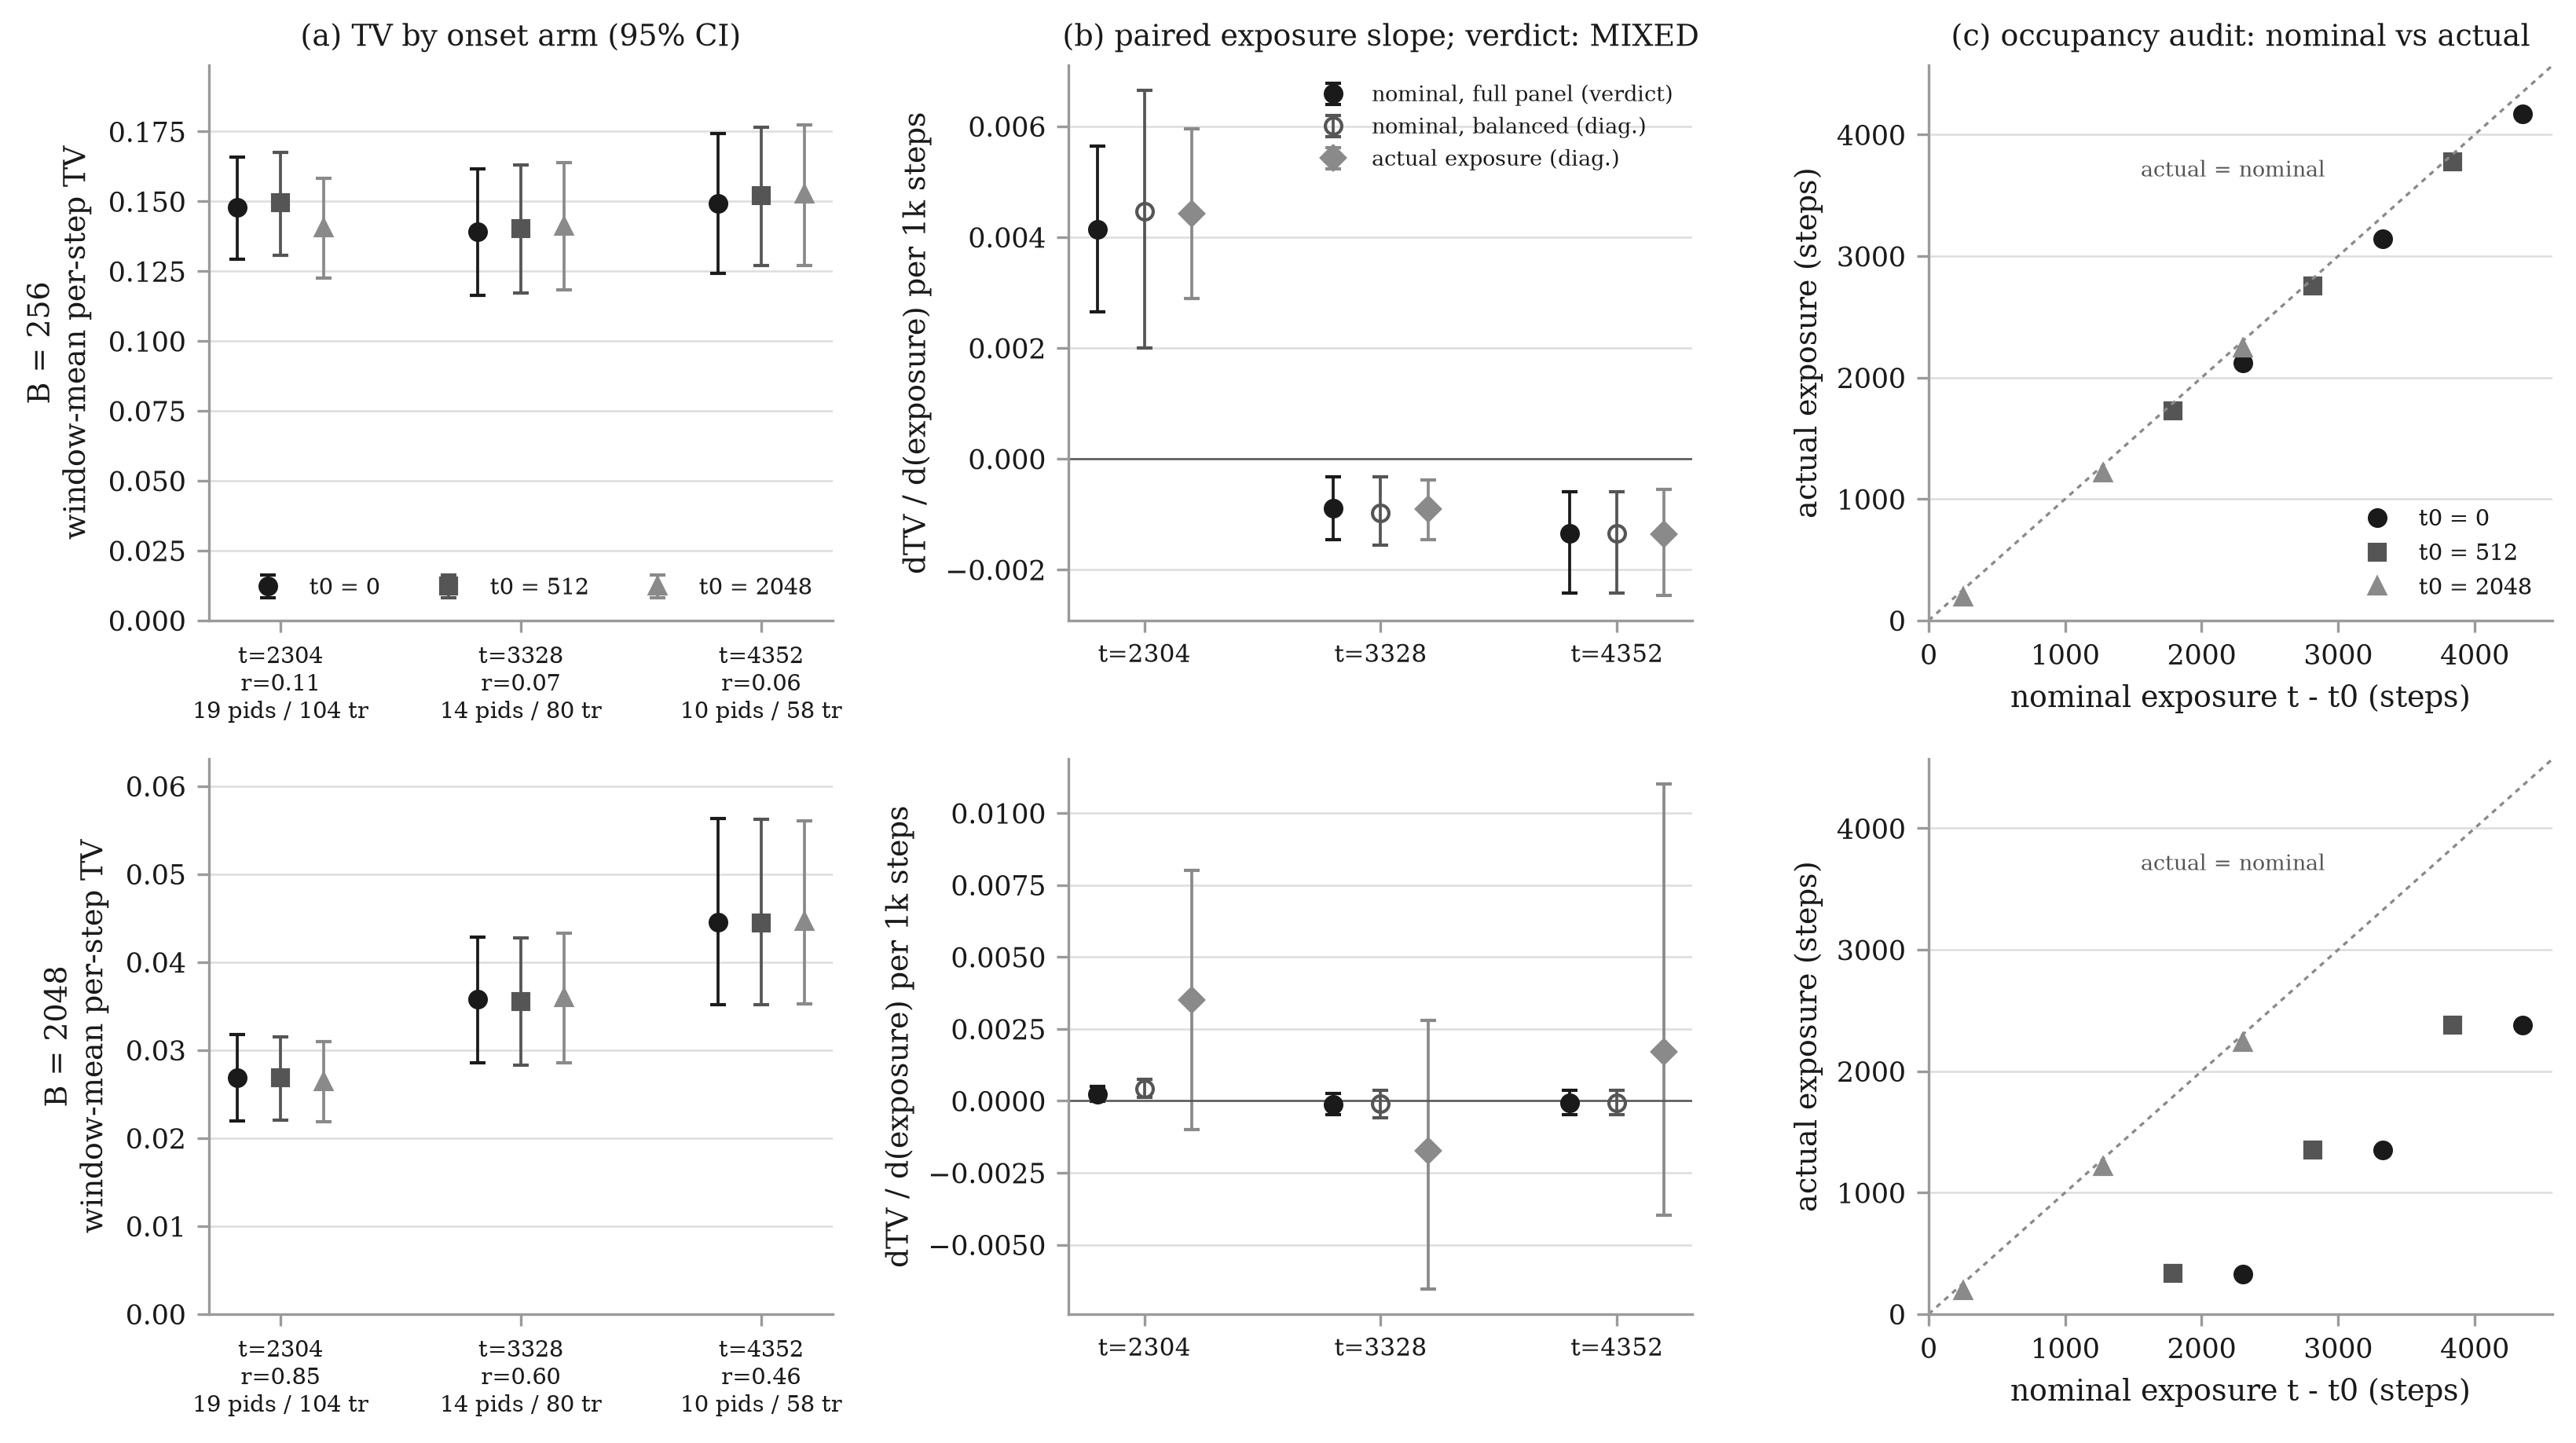 (a) TV by onset arm (95% CI)
B = 256
window-mean per-step TV
0.175
0.150
0.125
0.100
0.075
0.050
0.025
0.000
t0 = 0
t0 = 512
t0 = 2048
t=2304
r=0.11
19 pids / 104 tr
t=3328
r=0.07
14 pids / 80 tr
t=4352
r=0.06
10 pids / 58 tr
(b) paired exposure slope; verdict: MIXED
dTV / d(exposure) per 1k steps
0.006
0.004
0.002
0.000
−0.002
nominal, full panel (verdict)
nominal, balanced (diag.)
actual exposure (diag.)
t=2304
t=3328
t=4352
(c) occupancy audit: nominal vs actual
actual exposure (steps)
4000
3000
2000
1000
0
actual = nominal
t0 = 0
t0 = 512
t0 = 2048
0
1000
2000
3000
4000
nominal exposure t - t0 (steps)
B = 2048
window-mean per-step TV
0.06
0.05
0.04
0.03
0.02
0.01
0.00
t=2304
r=0.85
19 pids / 104 tr
t=3328
r=0.60
14 pids / 80 tr
t=4352
r=0.46
10 pids / 58 tr
dTV / d(exposure) per 1k steps
0.0100
0.0075
0.0050
0.0025
0.0000
−0.0025
−0.0050
t=2304
t=3328
t=4352
actual exposure (steps)
4000
3000
2000
1000
0
actual = nominal
0
1000
2000
3000
4000
nominal exposure t - t0 (steps)